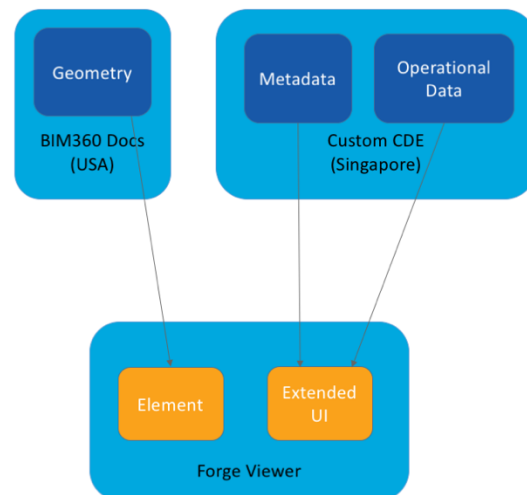 Geometry
BIM360 Docs
(USA)
Metadata
Operational
Data
Custom CDE
(Singapore)
Element
Extended
UI
Forge Viewer